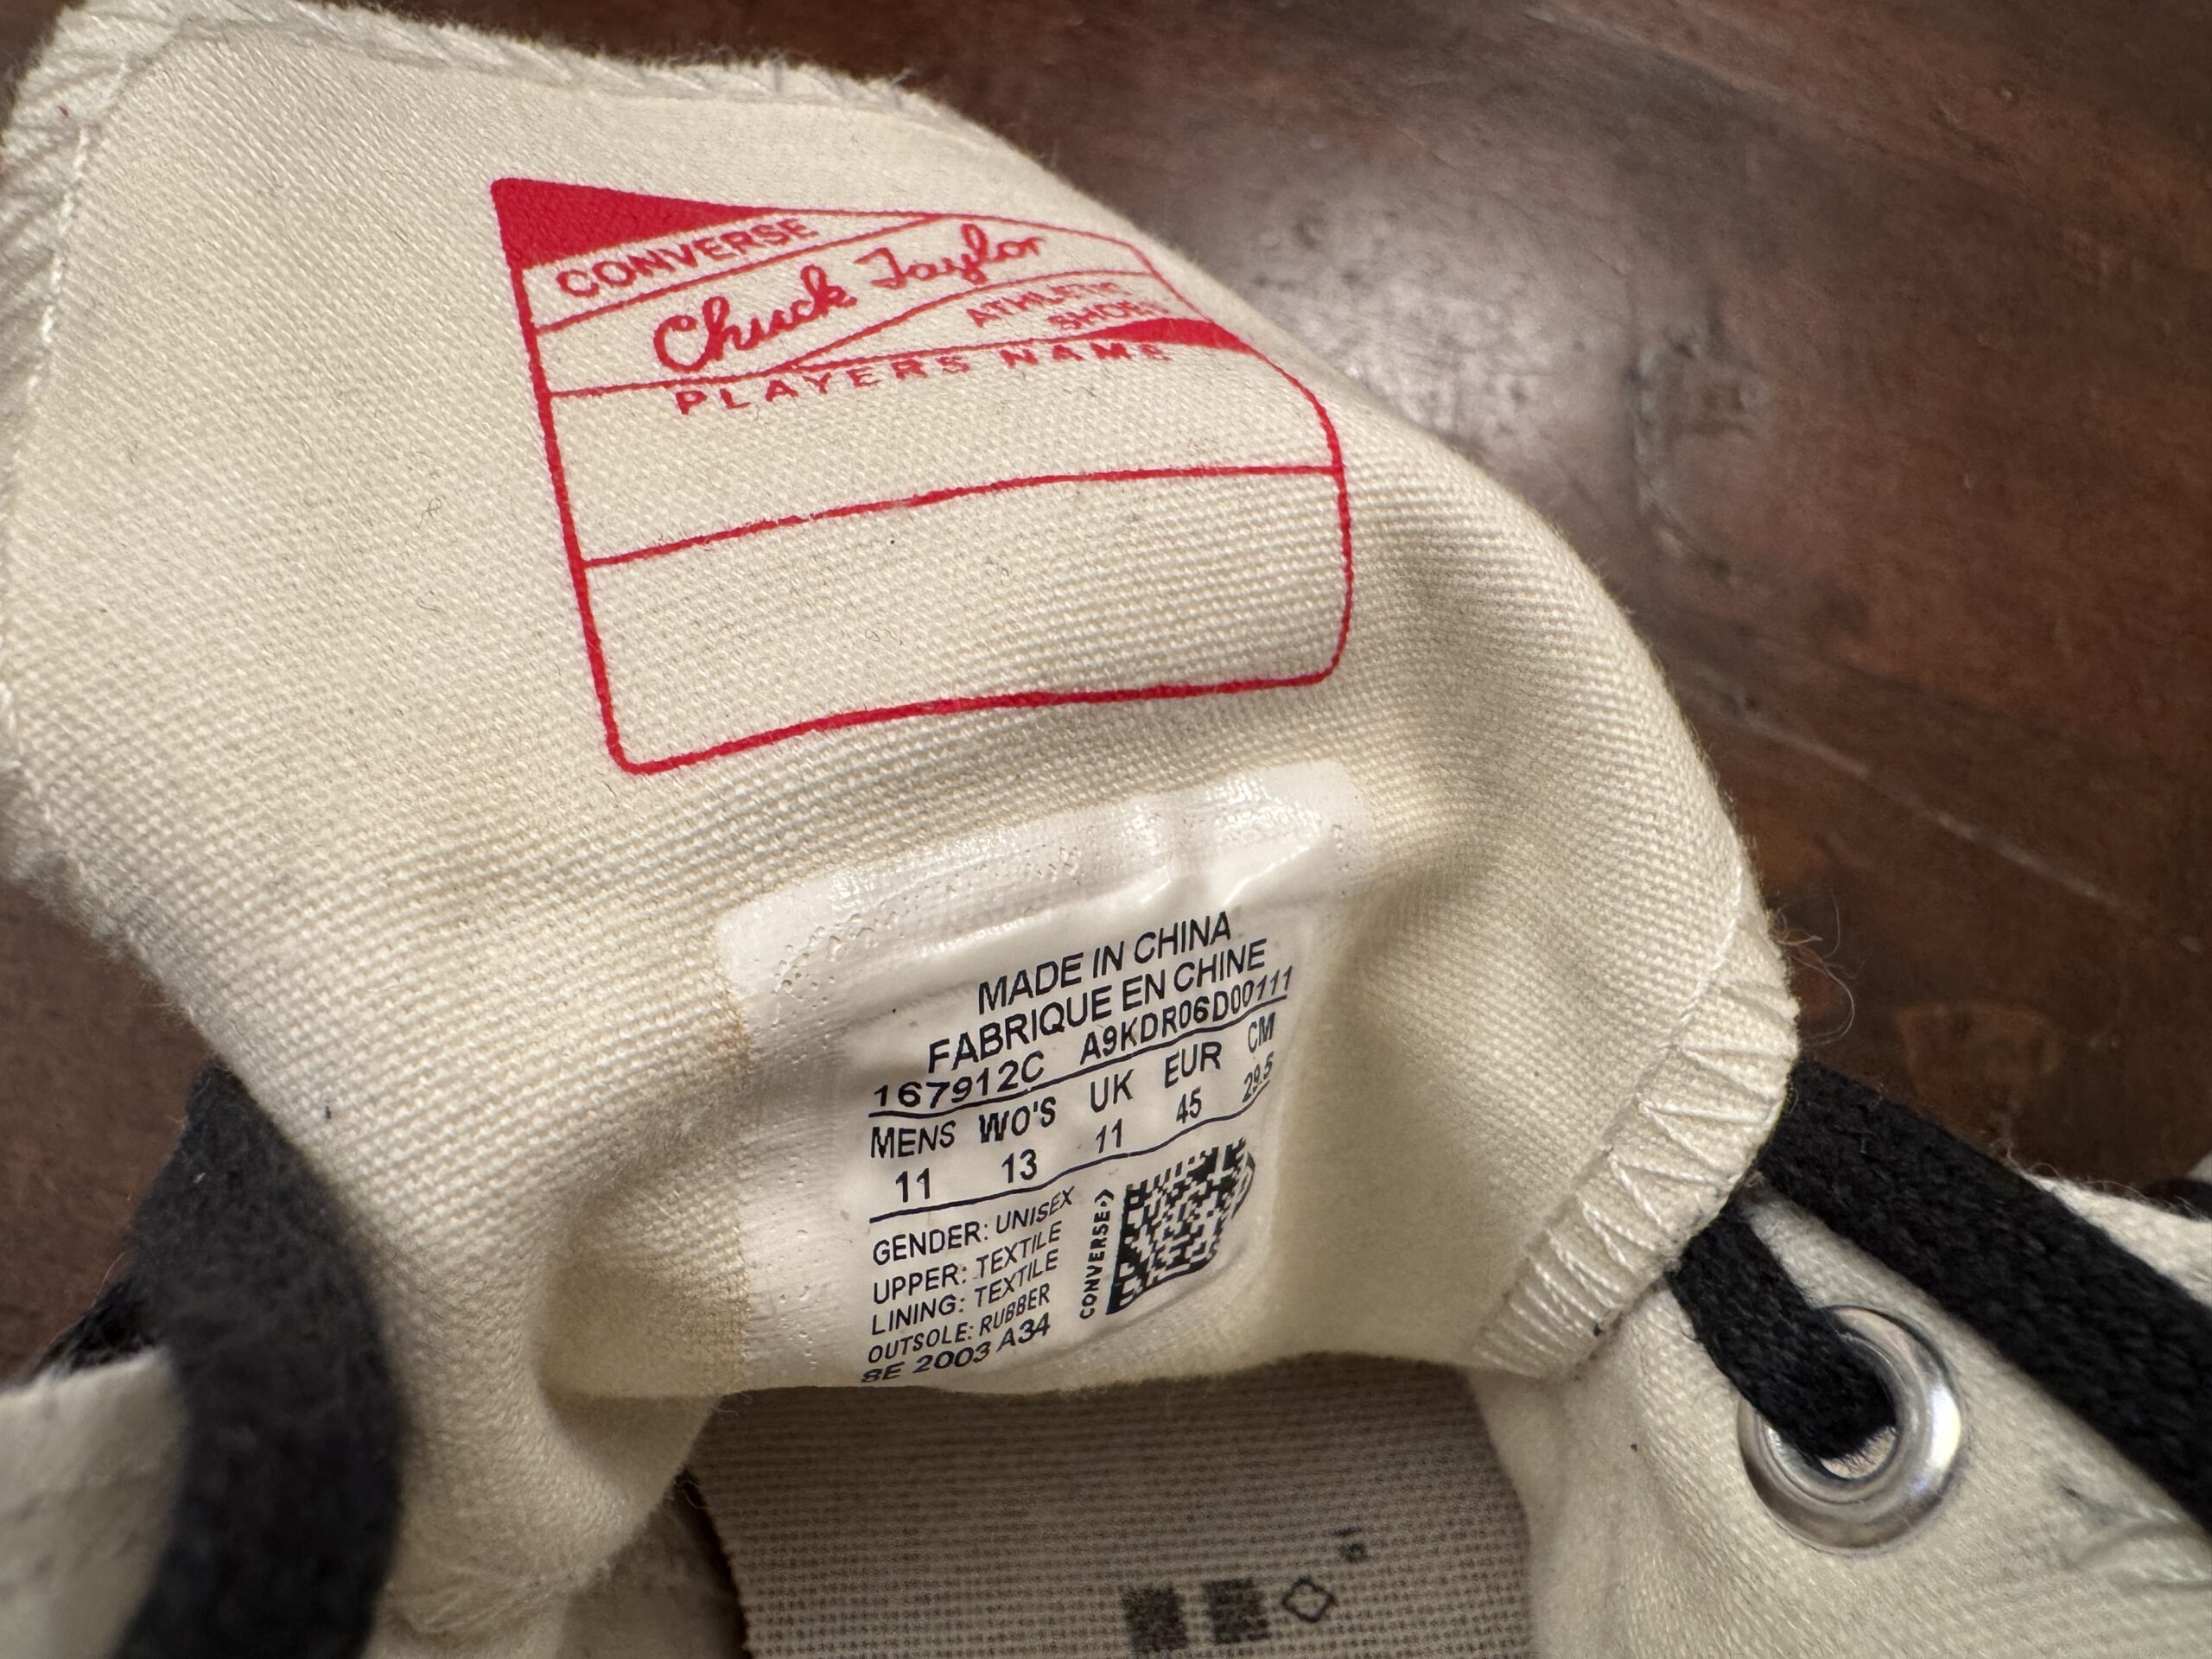 CONVERSE
Chuck Taylor
ATHLETIC
SHOES
PLAYERS NAME
MADE IN CHINA
FABRIQUE EN CHINE
167912C A9KDR06D00111
MENS WO'S UK EUR CM
11 13 11 45 29.5
GENDER: UNISEX
UPPER: TEXTILE
LINING: TEXTILE
OUTSOLE: RUBBER
SE 2003 A34
CONVERSE